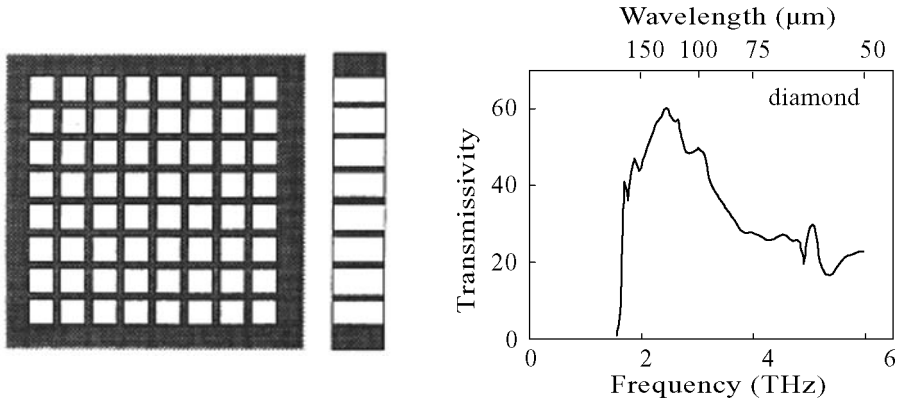 Wavelength (μm)
150 100 75 50
diamond
Transmissivity
60
40
20
0
0 2 4 6
Frequency (THz)